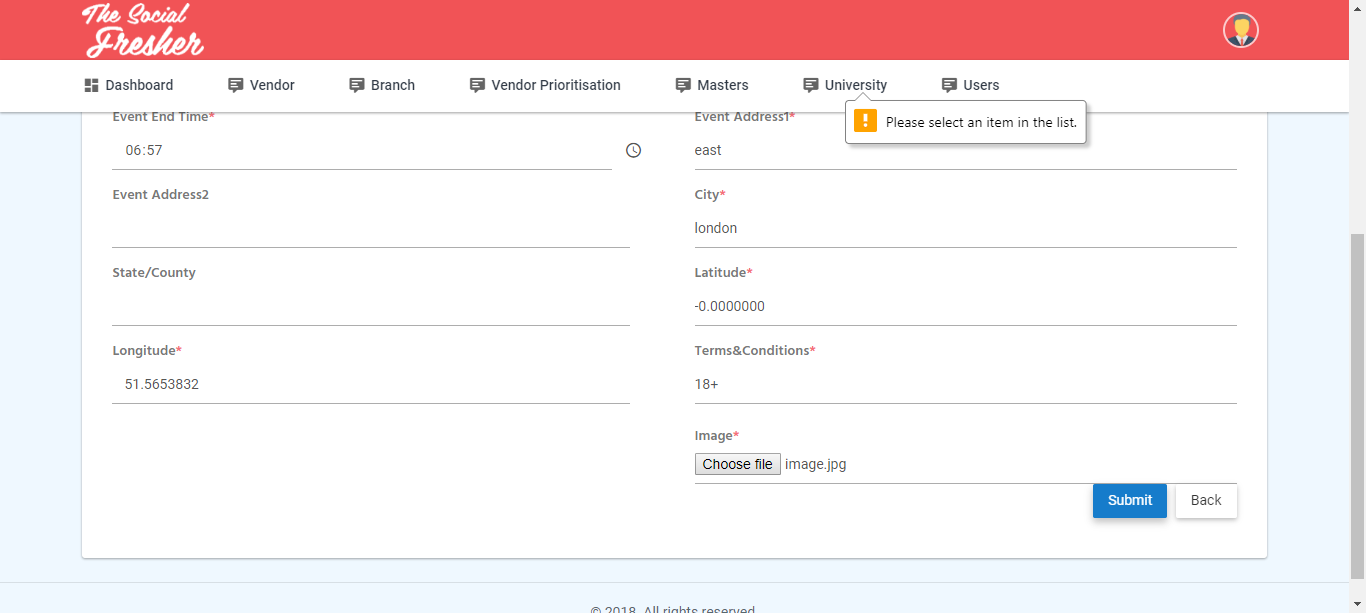 The Social
Fresher
Dashboard Vendor Branch Vendor Prioritisation Masters University Users
! Please select an item in the list.
Event End Time* Event Address1*
06:57 east
Event Address2 City*
london
State/County Latitude*
-0.0000000
Longitude* Terms&Conditions*
51.5653832 18+
Image*
Choose file image.jpg
Submit Back
© 2018. All rights reserved